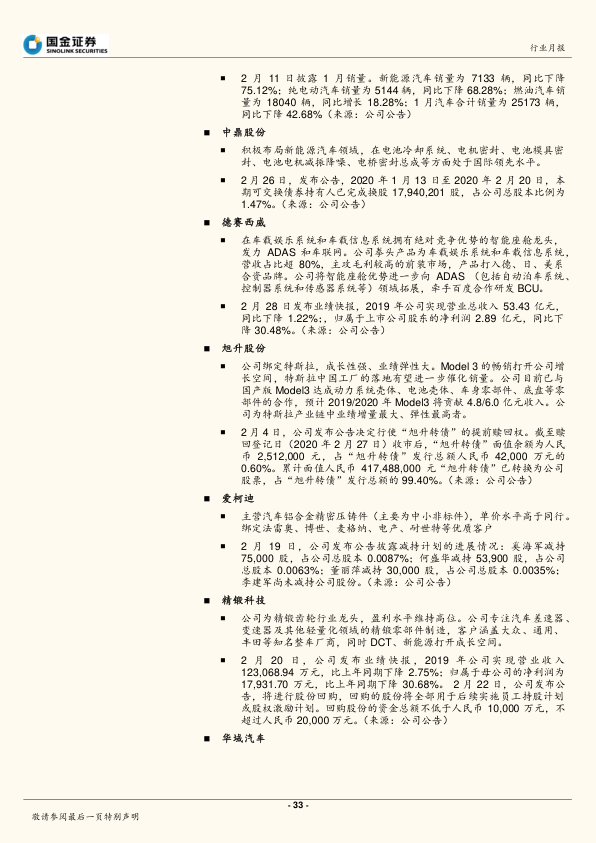 国金证券
SINOLINK SECURITIES
行业月报
■ 2 月 11 日披露 1 月销量。新能源汽车销量为 7133 辆，同比下降
75.12%；纯电动汽车销量为 5144 辆，同比下降 68.28%；燃油汽车销
量为 18040 辆，同比增长 18.28%；1 月汽车合计销量为 25173 辆，
同比下降 42.68%（来源：公司公告）
■ 中鼎股份
■ 积极布局新能源汽车领域，在电池冷却系统、电机密封、电池模具密
封、电池电机减振降噪、电桥密封总成等方面处于国际领先水平。
■ 2 月 26 日，发布公告，2020 年 1 月 13 日至 2020 年 2 月 20 日，本
期可交换债券持有人已完成换股 17,940,201 股，占公司总股本比例为
1.47%。（来源：公司公告）
■ 德赛西威
■ 在车载娱乐系统和车载信息系统拥有绝对竞争优势的智能座舱龙头，
发力 ADAS 和车联网。公司拳头产品为车载娱乐系统和车载信息系统，
营收占比超 80%，主攻毛利较高的前装市场，产品打入德、日、美系
合资品牌。公司将智能座舱优势进一步向 ADAS （包括自动泊车系统、
控制器系统和传感器系统等）领域拓展，牵手百度合作研发 BCU。
■ 2 月 28 日发布业绩快报，2019 年公司实现营业总收入 53.43 亿元，
同比下降 1.22%；，归属于上市公司股东的净利润 2.89 亿元，同比下
降 30.48%。（来源：公司公告）
■ 旭升股份
■ 公司绑定特斯拉，成长性强、业绩弹性大。Model 3 的畅销打开公司增
长空间，特斯拉中国工厂的落地有望进一步催化销量。公司目前已与
国产版 Model3 达成动力系统壳体、电池壳体、车身零部件、底盘等零
部件的合作，预计 2019/2020 年 Model3 将贡献 4.8/6.0 亿元收入。公
司为特斯拉产业链中业绩增量最大、弹性最高者。
■ 2 月 4 日，公司发布公告决定行使“旭升转债”的提前赎回权。截至赎
回登记日（2020 年 2 月 27 日）收市后，“旭升转债”面值余额为人民
币 2,512,000 元，占“旭升转债”发行总额人民币 42,000 万元的
0.60%。累计面值人民币 417,488,000 元“旭升转债”已转换为公司
股票，占“旭升转债”发行总额的 99.40%。（来源：公司公告）
■ 爱柯迪
■ 主营汽车铝合金精密压铸件（主要为中小非标件），单价水平高于同行。
绑定法雷奥、博世、麦格纳、电产、耐世特等优质客户
■ 2 月 19 日，公司发布公告披露减持计划的进展情况：奚海军减持
75,000 股，占公司总股本 0.0087%；何盛华减持 53,900 股，占公司
总股本 0.0063%；董丽萍减持 30,000 股，占公司总股本 0.0035%；
李建军尚未减持公司股份。（来源：公司公告）
■ 精锻科技
■ 公司为精锻齿轮行业龙头，盈利水平维持高位。公司专注汽车差速器、
变速器及其他轻量化领域的精锻零部件制造，客户涵盖大众、通用、
丰田等知名整车厂商，同时 DCT、新能源打开成长空间。
■ 2 月 20 日，公司发布业绩快报，2019 年公司实现营业收入
123,068.94 万元，比上年同期下降 2.75%；归属于母公司的净利润为
17,931.70 万元，比上年同期下降 30.68%。 2 月 22 日，公司发布公
告，将进行股份回购，回购的股份将全部用于后续实施员工持股计划
或股权激励计划。回购股份的资金总额不低于人民币 10,000 万元，不
超过人民币 20,000 万元。（来源：公司公告）
■ 华域汽车
- 33 -
敬请参阅最后一页特别声明